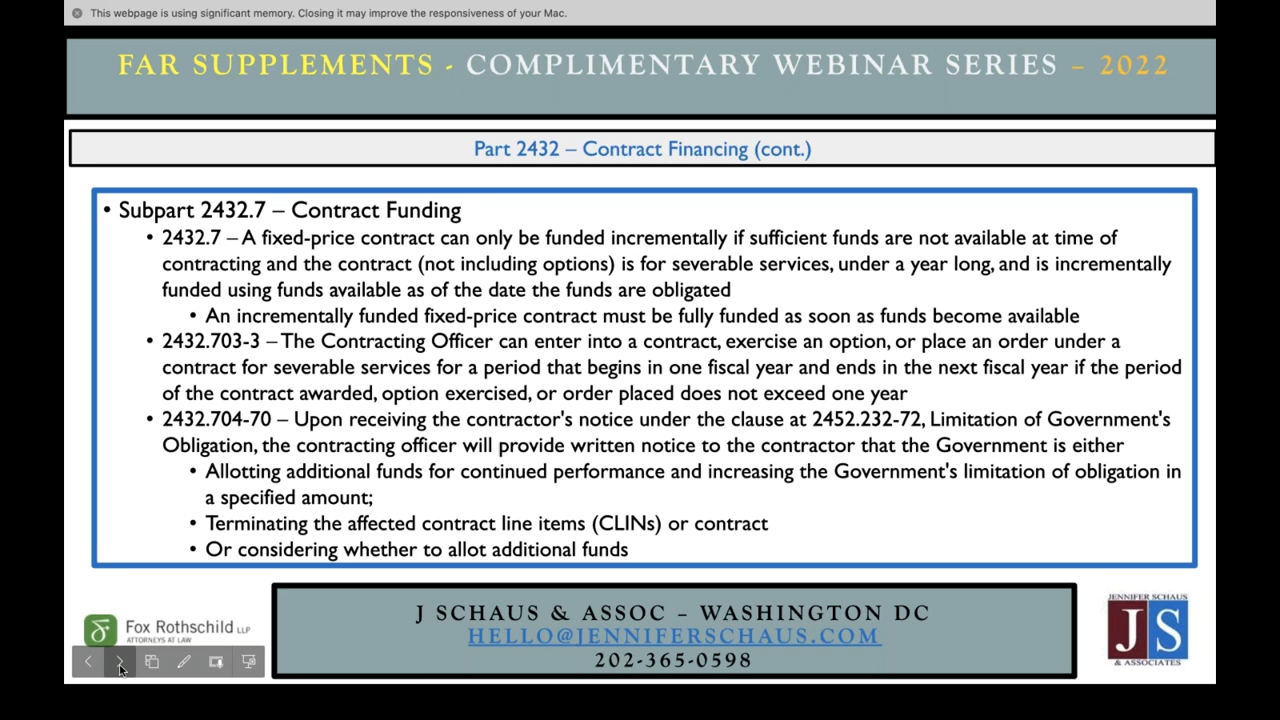 This webpage is using significant memory. Closing it may improve the responsiveness of your Mac.
FAR SUPPLEMENTS - COMPLIMENTARY WEBINAR SERIES – 2022
Part 2432 – Contract Financing (cont.)
• Subpart 2432.7 – Contract Funding
• 2432.7 – A fixed-price contract can only be funded incrementally if sufficient funds are not available at time of
contracting and the contract (not including options) is for severable services, under a year long, and is incrementally
funded using funds available as of the date the funds are obligated
• An incrementally funded fixed-price contract must be fully funded as soon as funds become available
• 2432.703-3 – The Contracting Officer can enter into a contract, exercise an option, or place an order under a
contract for severable services for a period that begins in one fiscal year and ends in the next fiscal year if the period
of the contract awarded, option exercised, or order placed does not exceed one year
• 2432.704-70 – Upon receiving the contractor's notice under the clause at 2452.232-72, Limitation of Government's
Obligation, the contracting officer will provide written notice to the contractor that the Government is either
• Allotting additional funds for continued performance and increasing the Government's limitation of obligation in
a specified amount;
• Terminating the affected contract line items (CLINs) or contract
• Or considering whether to allot additional funds
Fox Rothschild LLP
ATTORNEYS AT LAW
J SCHAUS & ASSOC – WASHINGTON DC
HELLO@JENNIFERSCHAUS.COM
202-365-0598
JENNIFER SCHAUS
J S
& ASSOCIATES